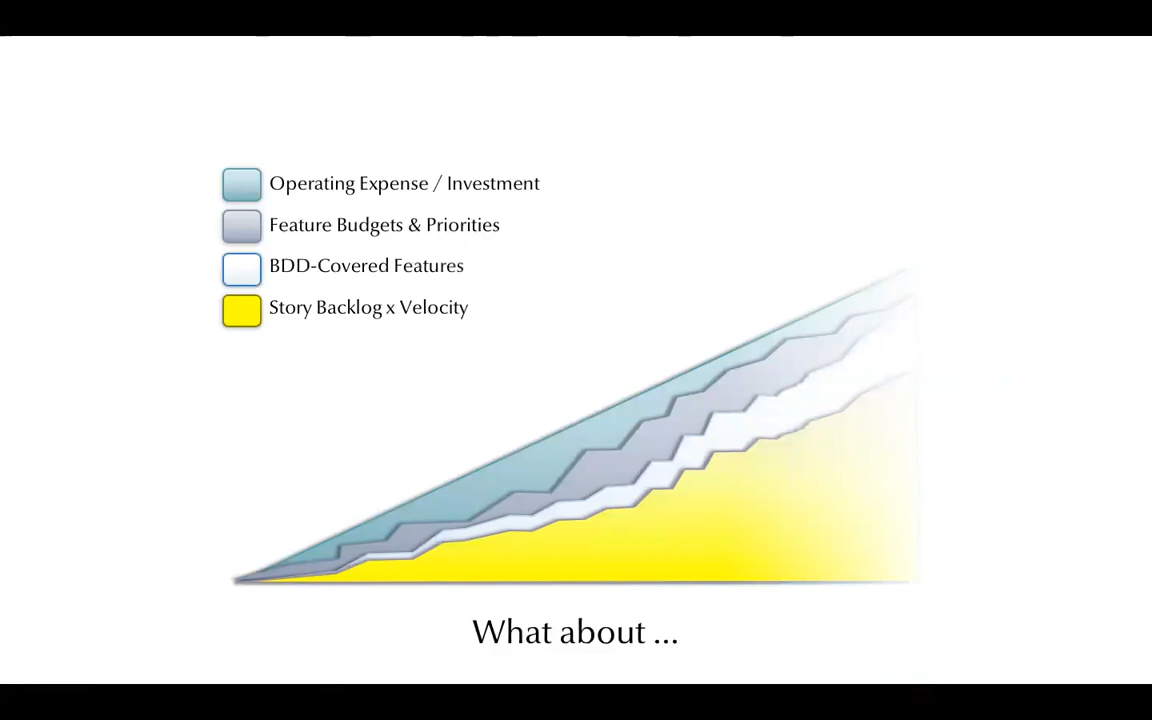 Operating Expense / Investment
Feature Budgets & Priorities
BDD-Covered Features
Story Backlog x Velocity
What about ...